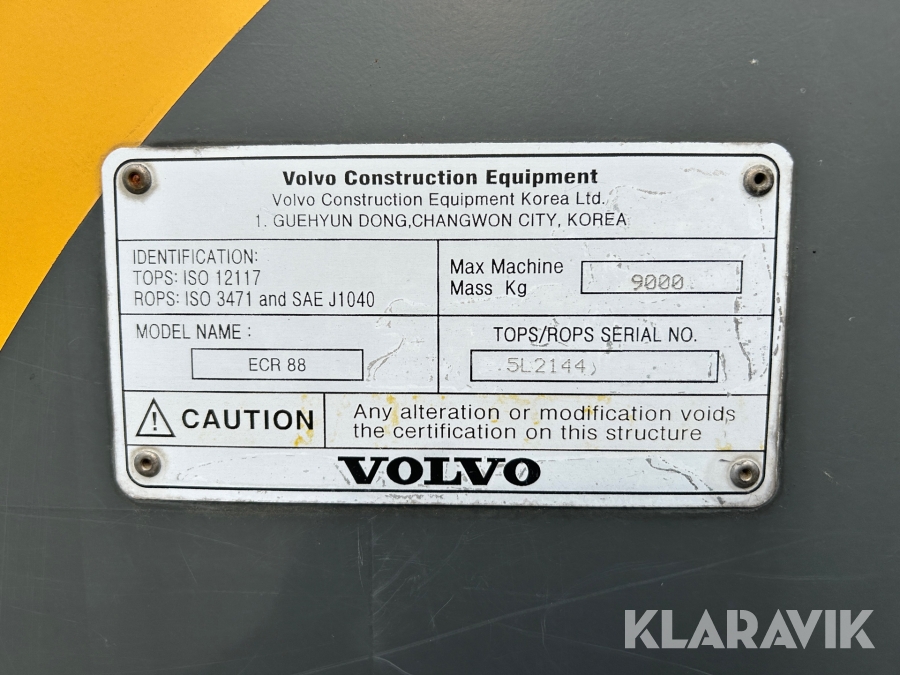 Volvo Construction Equipment
Volvo Construction Equipment Korea Ltd.
1. GUEHYUN DONG,CHANGWON CITY, KOREA
IDENTIFICATION:
TOPS: ISO 12117
ROPS: ISO 3471 and SAE J1040
Max Machine
Mass Kg
9000
MODEL NAME :
ECR 88
TOPS/ROPS SERIAL NO.
5L2144
CAUTION
Any alteration or modification voids
the certification on this structure
VOLVO
KLARAVIK